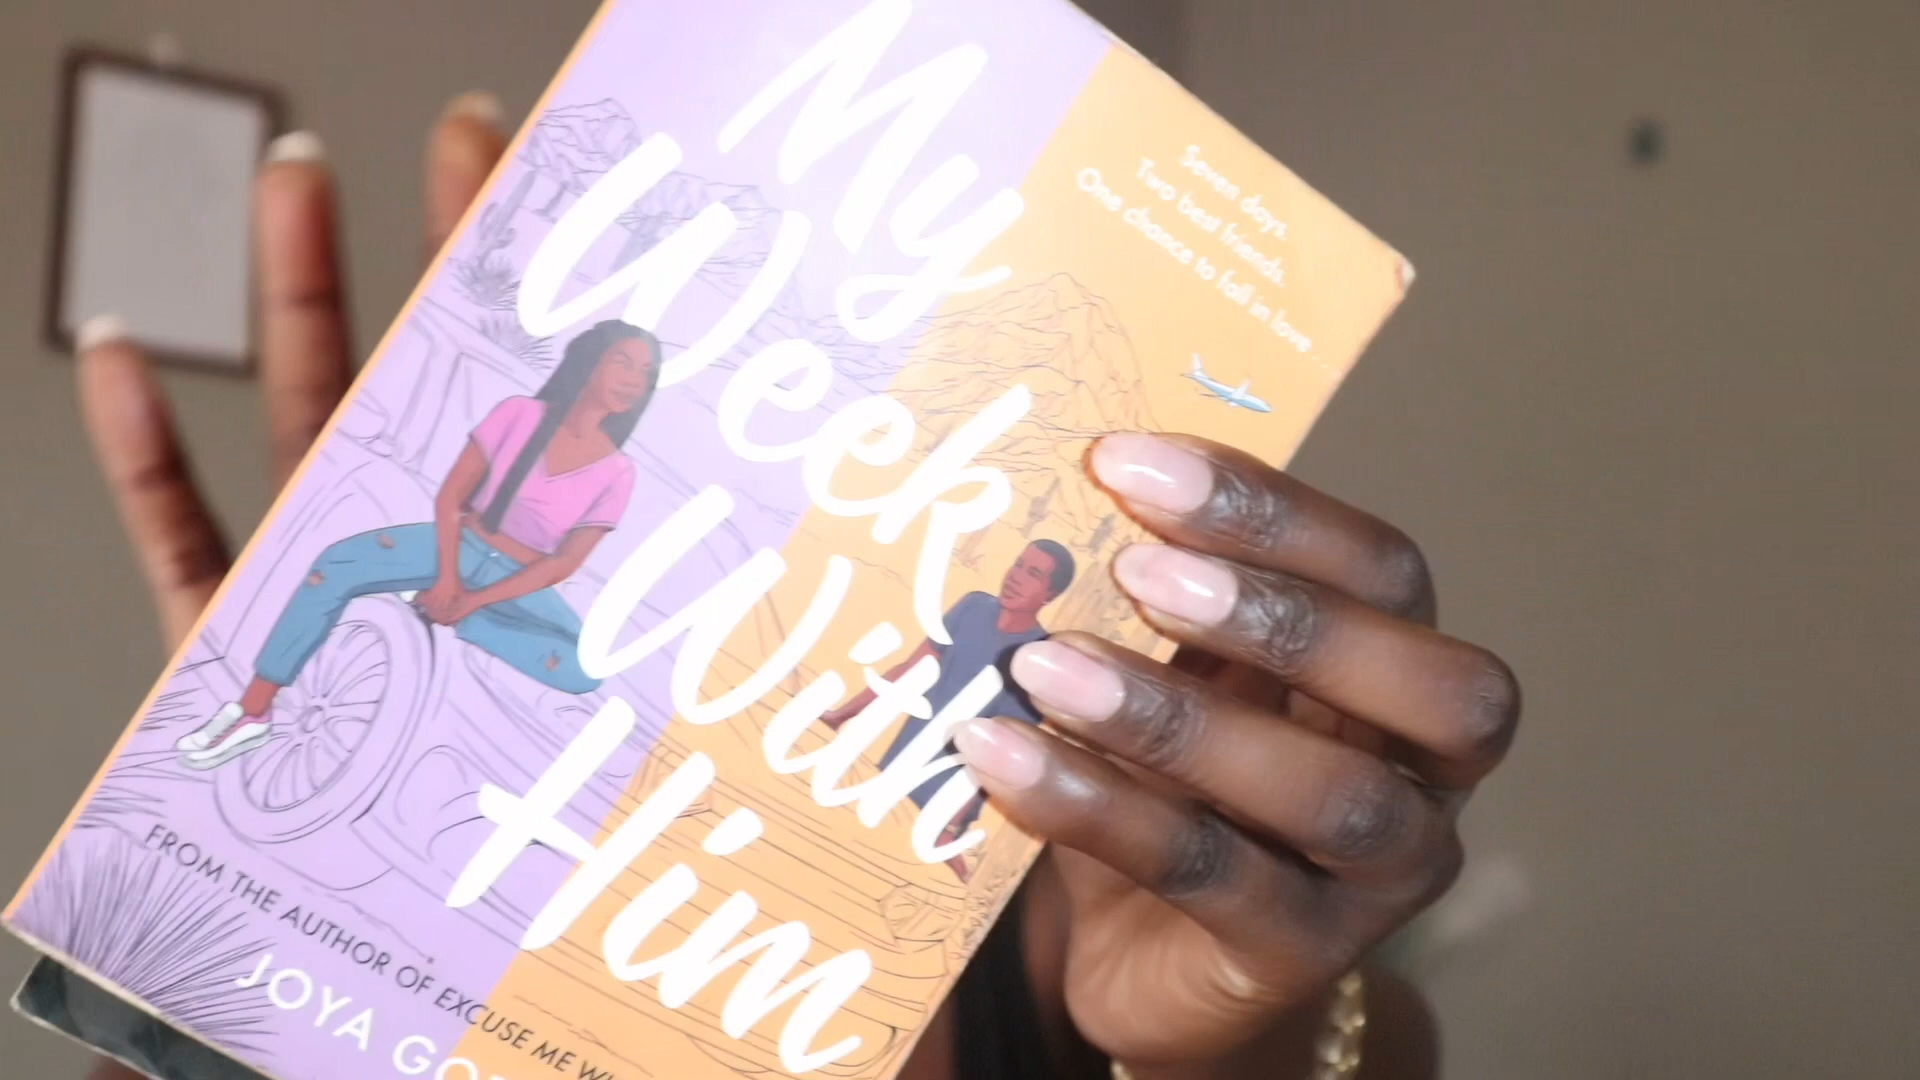 My
Week
With
Him
Seven days.
Two best friends.
One chance to fall in love...
FROM THE AUTHOR OF EXCUSE ME
JOYA